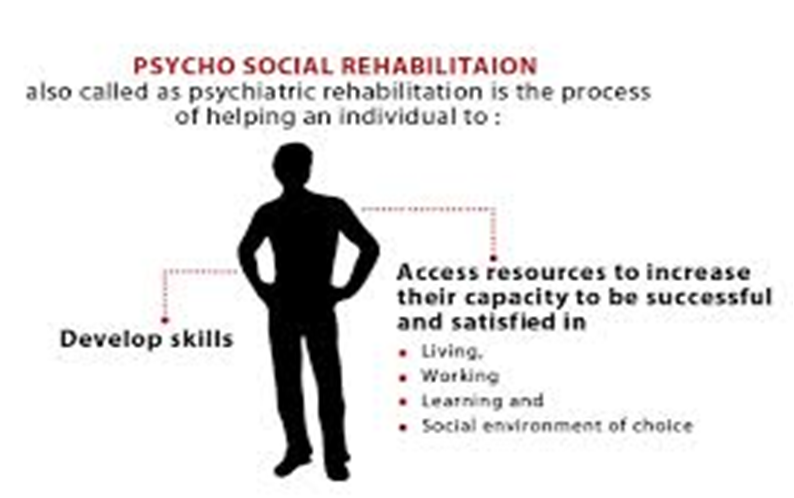 PSYCHO SOCIAL REHABILITAION
also called as psychiatric rehabilitation is the process
of helping an individual to :
Develop skills
Access resources to increase
their capacity to be successful
and satisfied in
Living,
Working
Learning and
Social environment of choice